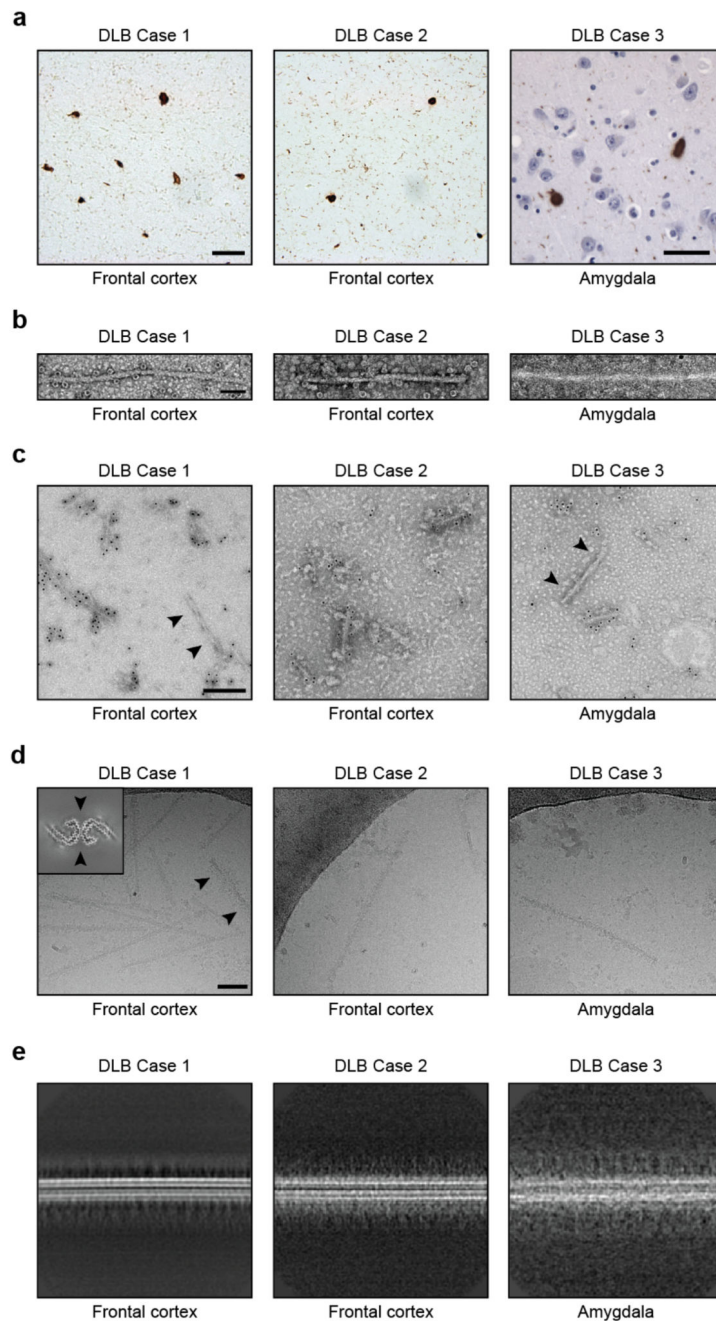 a
DLB Case 1 DLB Case 2 DLB Case 3
Frontal cortex Frontal cortex Amygdala
b
DLB Case 1 DLB Case 2 DLB Case 3
Frontal cortex Frontal cortex Amygdala
c
DLB Case 1 DLB Case 2 DLB Case 3
Frontal cortex Frontal cortex Amygdala
d
DLB Case 1 DLB Case 2 DLB Case 3
Frontal cortex Frontal cortex Amygdala
e
DLB Case 1 DLB Case 2 DLB Case 3
Frontal cortex Frontal cortex Amygdala